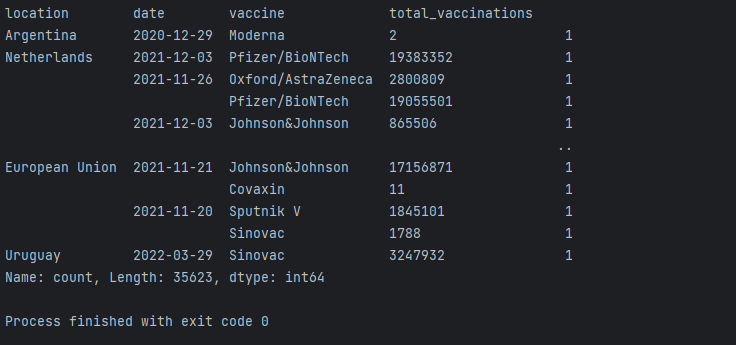 location        date        vaccine             total_vaccinations
Argentina       2020-12-29  Moderna             2                     1
Netherlands     2021-12-03  Pfizer/BioNTech     19383352              1
                2021-11-26  Oxford/AstraZeneca  2800809               1
                            Pfizer/BioNTech     19055501              1
                2021-12-03  Johnson&Johnson     865506                1
                                                                     ..
European Union  2021-11-21  Johnson&Johnson     17156871              1
                            Covaxin             11                    1
                2021-11-20  Sputnik V           1845101               1
                            Sinovac             1788                  1
Uruguay         2022-03-29  Sinovac             3247932               1
Name: count, Length: 35623, dtype: int64

Process finished with exit code 0